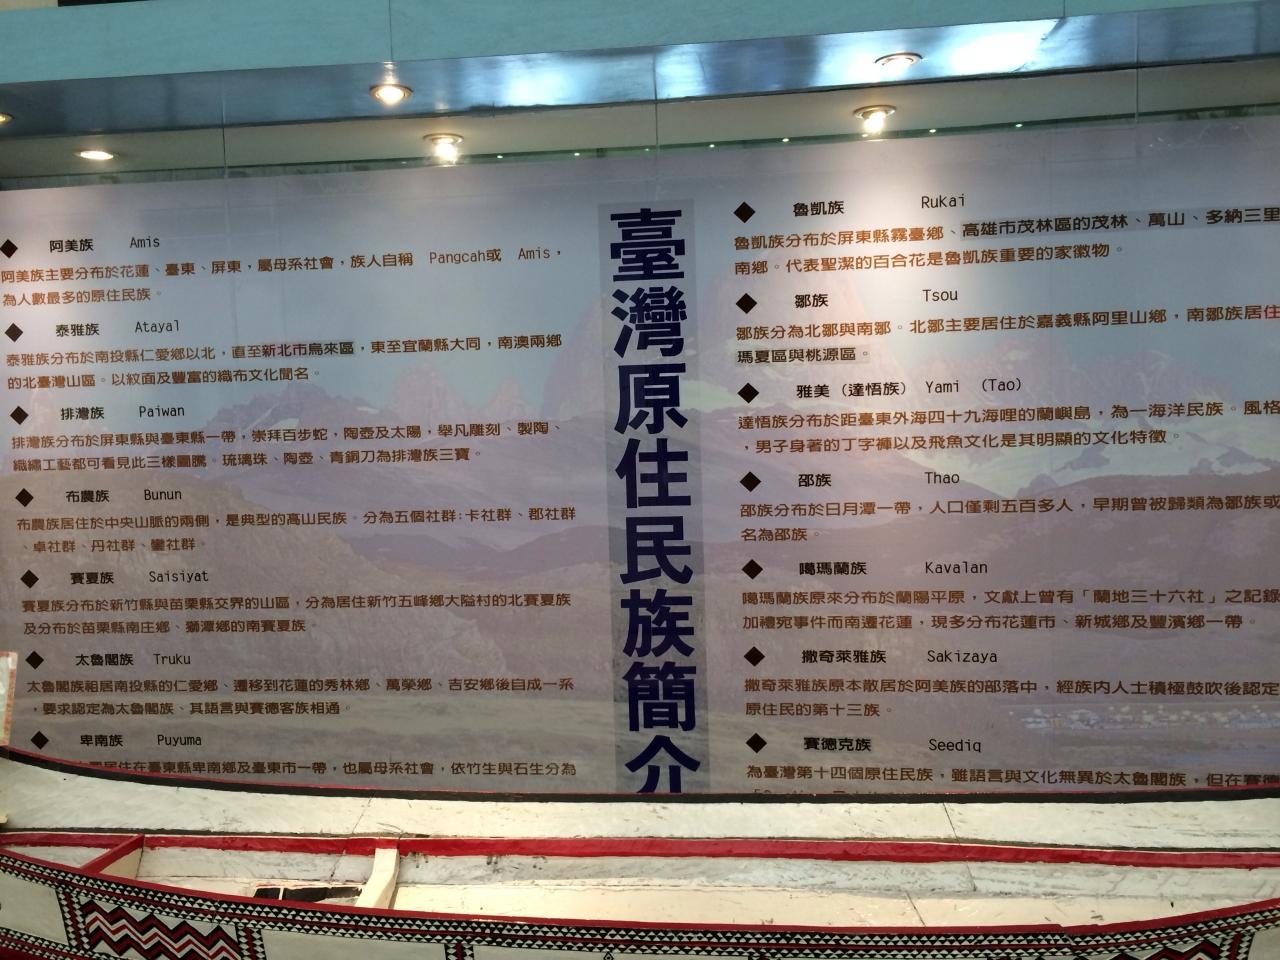 ◆ 阿美族 Amis
阿美族主要分布於花蓮、臺東、屏東，屬母系社會，族人自稱 Pangcah或 Amis，
為人數最多的原住民族。
◆ 泰雅族 Atayal
泰雅族分布於南投縣仁愛鄉以北，直至新北市烏來區，東至宜蘭縣大同，南澳兩鄉
的北臺灣山區。以紋面及豐富的織布文化聞名。
◆ 排灣族 Paiwan
排灣族分布於屏東縣與臺東縣一帶，崇拜百步蛇，陶壺及太陽，舉凡雕刻、製陶、
織繡工藝都可看見此三樣圖騰。琉璃珠、陶壺、青銅刀為排灣族三寶。
◆ 布農族 Bunun
布農族居住於中央山脈的兩側，是典型的高山民族。分為五個社群:卡社群、郡社群
、卓社群、丹社群、巒社群。
◆ 賽夏族 Saisiyat
賽夏族分布於新竹縣與苗栗縣交界的山區，分為居住新竹五峰鄉大隘村的北賽夏族
及分布於苗栗縣南庄鄉、獅潭鄉的南賽夏族。
◆ 太魯閣族 Truku
太魯閣族祖居南投縣的仁愛鄉、遷移到花蓮的秀林鄉、萬榮鄉、吉安鄉後自成一系
，要求認定為太魯閣族、其語言與賽德客族相通。
◆ 卑南族 Puyuma
居住在臺東縣卑南鄉及臺東市一帶，也屬母系社會，依竹生與石生分為
臺灣原住民族簡介
◆ 魯凱族 Rukai
魯凱族分布於屏東縣霧臺鄉、高雄市茂林區的茂林、萬山、多納三里
南鄉。代表聖潔的百合花是魯凱族重要的家徽物。
◆ 鄒族 Tsou
鄒族分為北鄒與南鄒。北鄒主要居住於嘉義縣阿里山鄉，南鄒族居住
瑪夏區與桃源區。
◆ 雅美（達悟族） Yami （Tao）
達悟族分布於距臺東外海四十九海哩的蘭嶼島，為一海洋民族。風格
，男子身著的丁字褲以及飛魚文化是其明顯的文化特徵。
◆ 邵族 Thao
邵族分布於日月潭一帶，人口僅剩五百多人，早期曾被歸類為鄒族或
名為邵族。
◆ 噶瑪蘭族 Kavalan
噶瑪蘭族原來分布於蘭陽平原，文獻上曾有「蘭地三十六社」之記錄
加禮宛事件而南遷花蓮，現多分布花蓮市、新城鄉及豐濱鄉一帶。
◆ 撒奇萊雅族 Sakizaya
撒奇萊雅族原本散居於阿美族的部落中，經族內人士積極鼓吹後認定
原住民的第十三族。
◆ 賽德克族 Seediq
為臺灣第十四個原住民族，雖語言與文化無異於太魯閣族，但在賽德